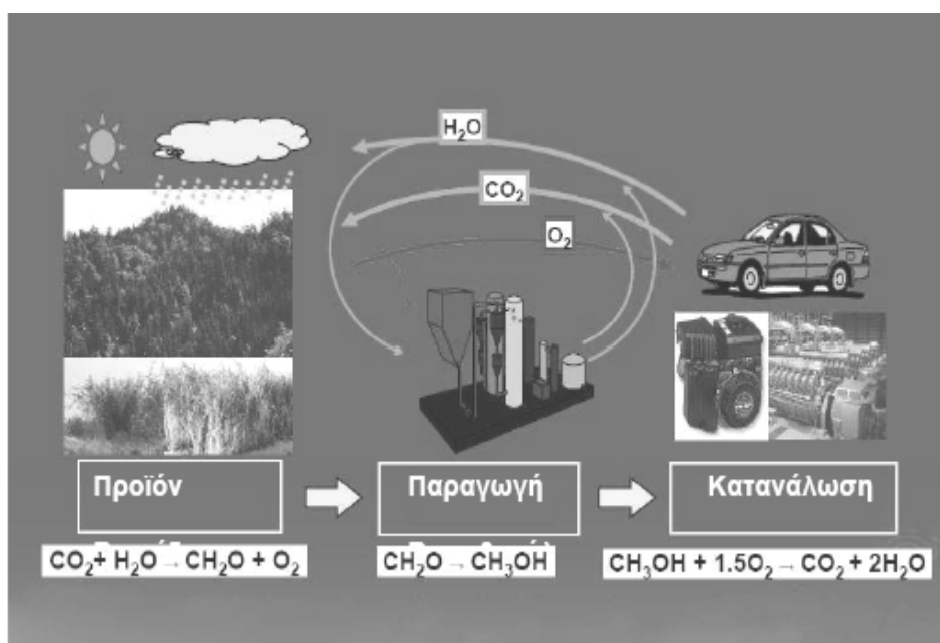 H₂O
CO₂
O₂
Προϊόν
Παραγωγή
Κατανάλωση
CO₂+ H₂O → CH₂O + O₂
CH₂O → CH₃OH
CH₃OH + 1.5O₂ → CO₂ + 2H₂O